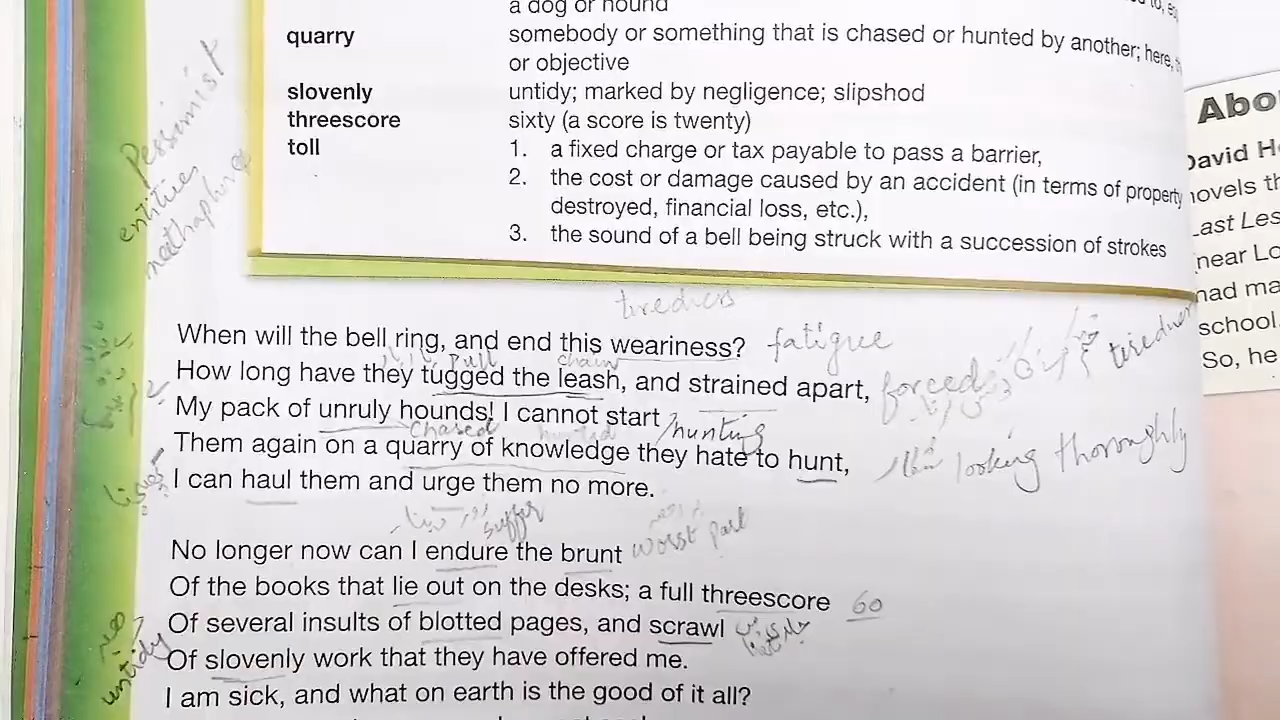 a dog or hound
quarry somebody or something that is chased or hunted by another; here,
or objective
slovenly untidy; marked by negligence; slipshod
threescore sixty (a score is twenty)
toll 1. a fixed charge or tax payable to pass a barrier,
2. the cost or damage caused by an accident (in terms of property
destroyed, financial loss, etc.),
3. the sound of a bell being struck with a succession of strokes
Pessimist
entities
metaphor
tiredness
When will the bell ring, and end this weariness? fatigue
tiredness
Pull chain
How long have they tugged the leash, and strained apart, forced
My pack of unruly hounds! I cannot start hunting
Chased hunted
Them again on a quarry of knowledge they hate to hunt, looking thoroughly
I can haul them and urge them no more.
suffer
No longer now can I endure the brunt worst part
Of the books that lie out on the desks; a full threescore 60
Of several insults of blotted pages, and scrawl
untidy
Of slovenly work that they have offered me.
I am sick, and what on earth is the good of it all?
Abo
David H
novels th
Last Les
(near Lo
had ma
school
So, he